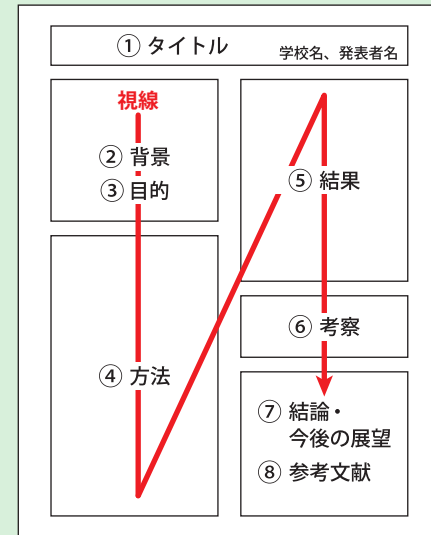 ① タイトル
学校名、発表者名
視線
② 背景
③ 目的
④ 方法
⑤ 結果
⑥ 考察
⑦ 結論・
今後の展望
⑧ 参考文献